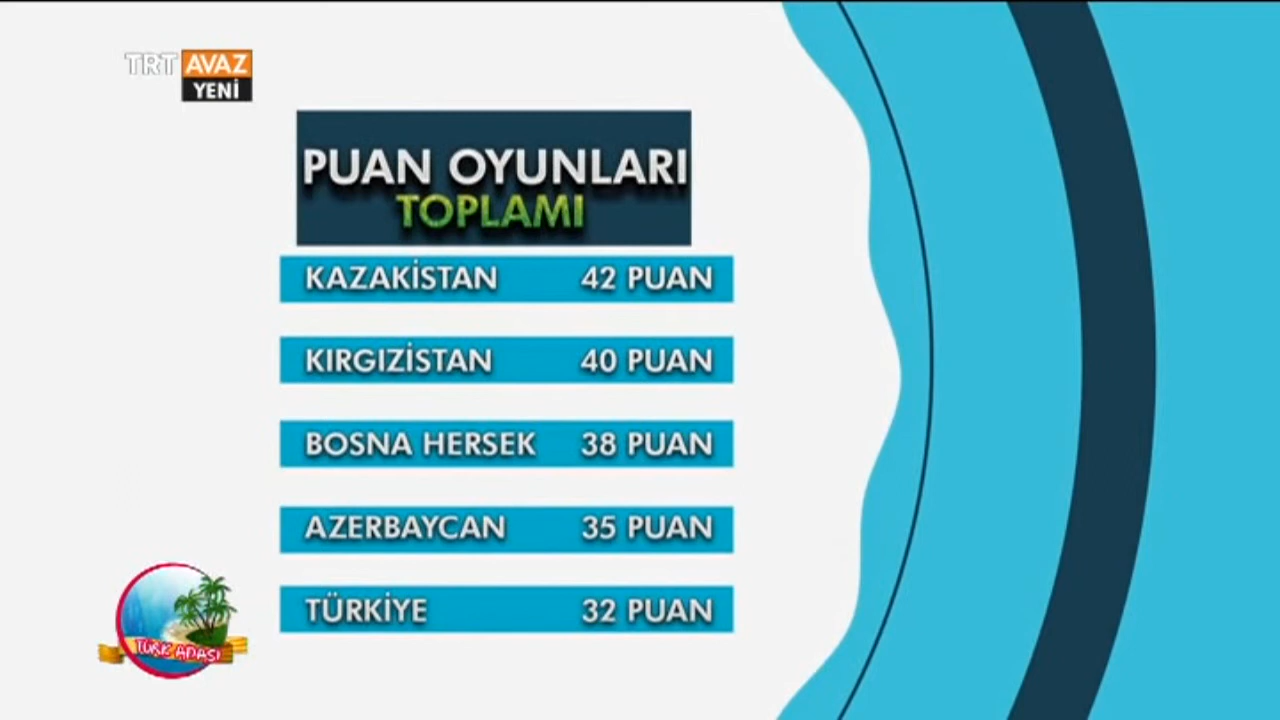 TRT AVAZ
YENİ
PUAN OYUNLARI
TOPLAMI
KAZAKİSTAN 42 PUAN
KIRGIZİSTAN 40 PUAN
BOSNA HERSEK 38 PUAN
AZERBAYCAN 35 PUAN
TÜRKİYE 32 PUAN
TÜRK ADASI